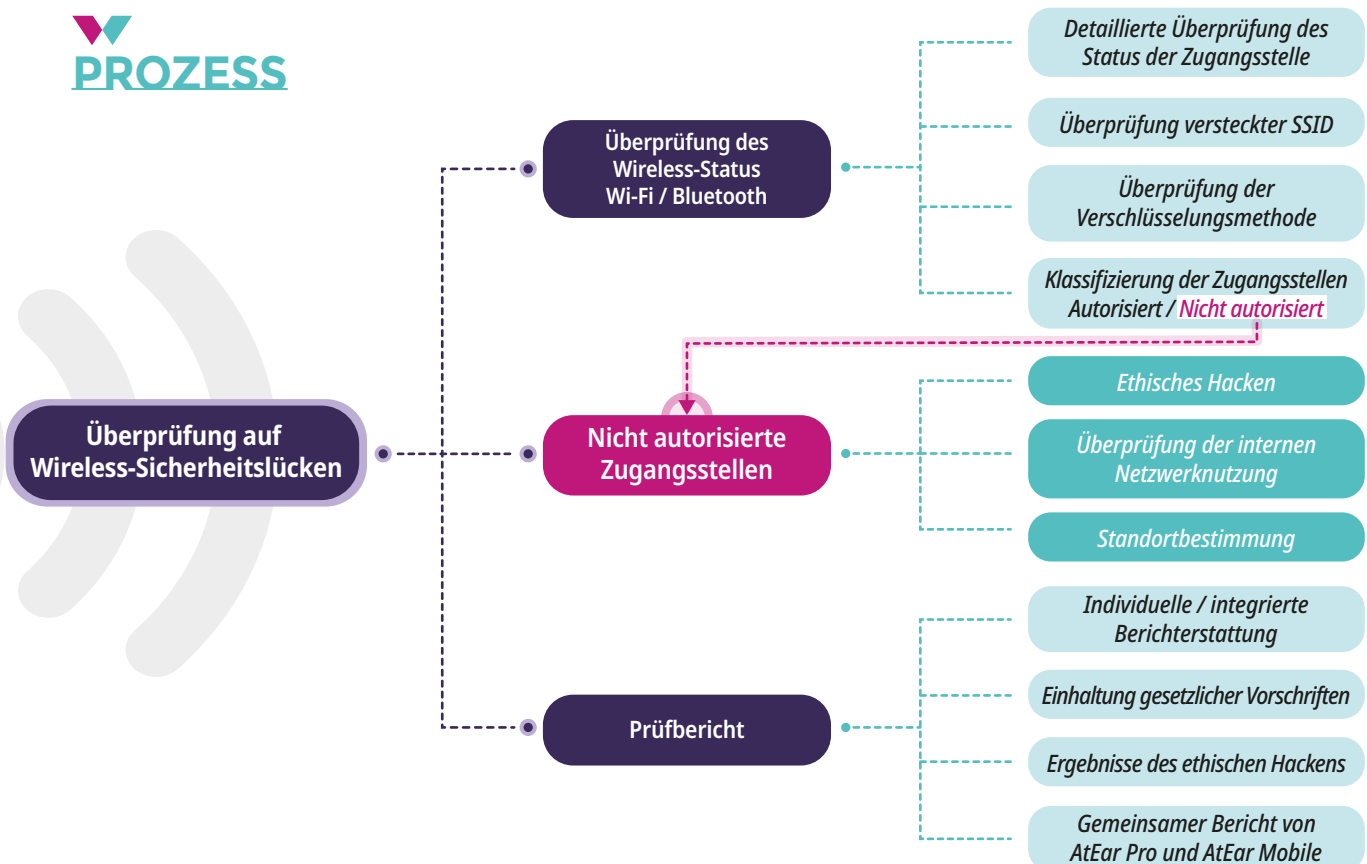 PROZESS
Überprüfung auf
Wireless-Sicherheitslücken
Überprüfung des
Wireless-Status
Wi-Fi / Bluetooth
Detaillierte Überprüfung des
Status der Zugangsstelle
Überprüfung versteckter SSID
Überprüfung der
Verschlüsselungsmethode
Klassifizierung der Zugangsstellen
Autorisiert / Nicht autorisiert
Nicht autorisierte
Zugangsstellen
Ethisches Hacken
Überprüfung der internen
Netzwerknutzung
Standortbestimmung
Prüfbericht
Individuelle / integrierte
Berichterstattung
Einhaltung gesetzlicher Vorschriften
Ergebnisse des ethischen Hackens
Gemeinsamer Bericht von
AtEar Pro und AtEar Mobile